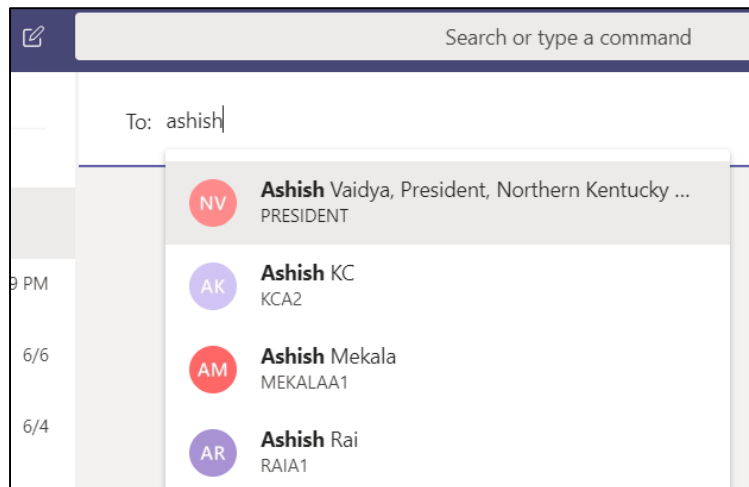 Search or type a command
To: ashish
NV
Ashish Vaidya, President, Northern Kentucky ...
PRESIDENT
9 PM
AK
Ashish KC
KCA2
6/6
AM
Ashish Mekala
MEKALAA1
6/4
AR
Ashish Rai
RAIA1